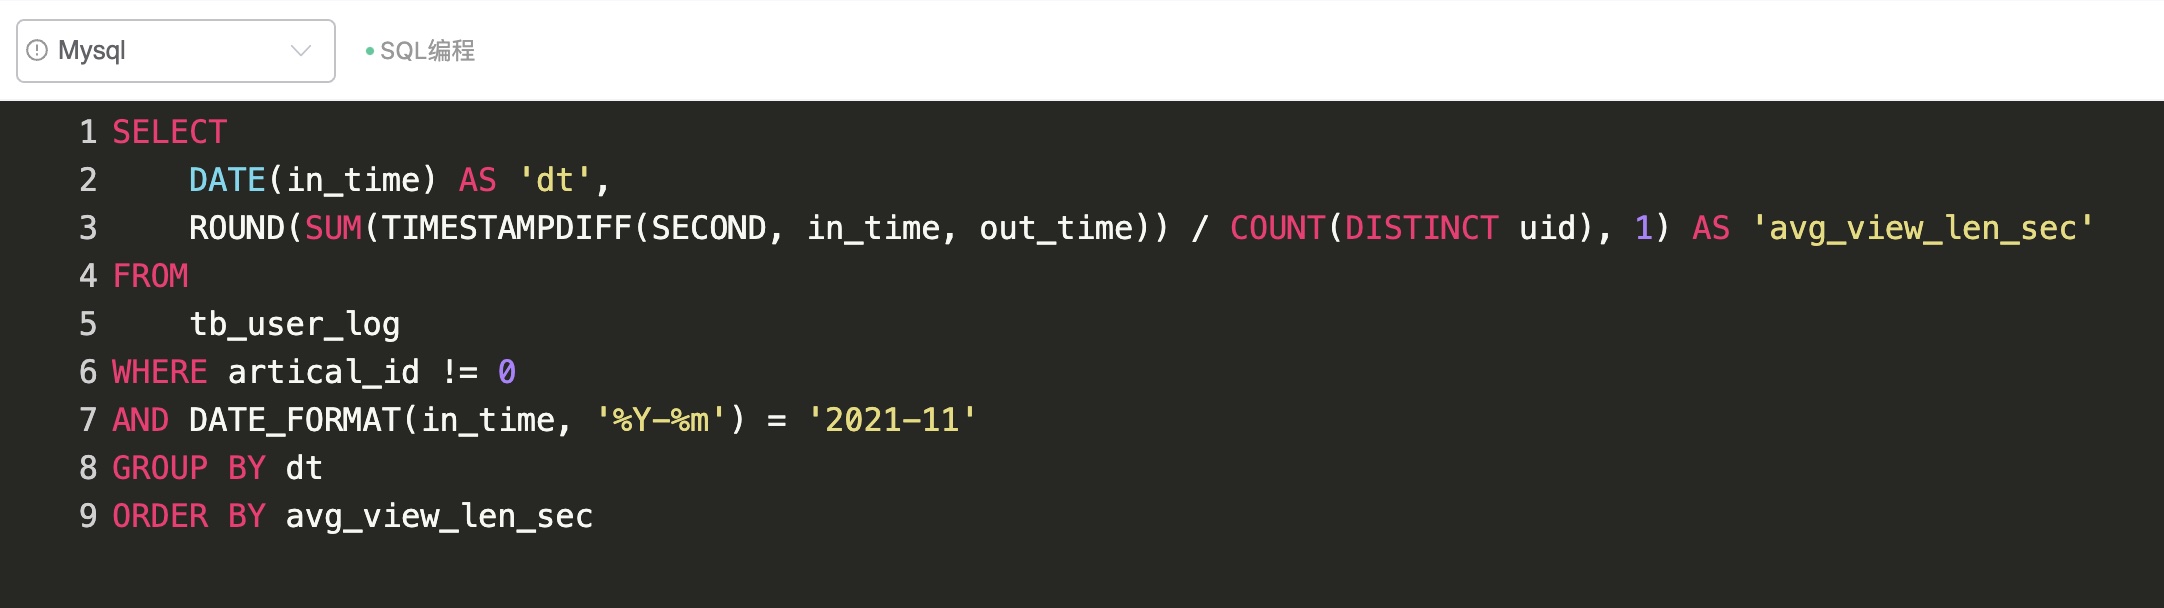 Mysql SQL编程
1 SELECT
2 DATE(in_time) AS 'dt',
3 ROUND(SUM(TIMESTAMPDIFF(SECOND, in_time, out_time)) / COUNT(DISTINCT uid), 1) AS 'avg_view_len_sec'
4 FROM
5 tb_user_log
6 WHERE artical_id != 0
7 AND DATE_FORMAT(in_time, '%Y-%m') = '2021-11'
8 GROUP BY dt
9 ORDER BY avg_view_len_sec